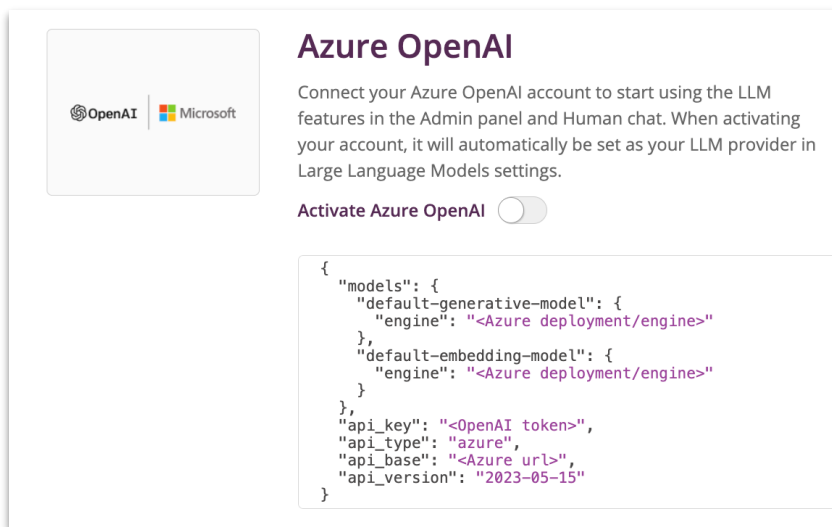 Azure OpenAI
OpenAI | Microsoft
Connect your Azure OpenAI account to start using the LLM
features in the Admin panel and Human chat. When activating
your account, it will automatically be set as your LLM provider in
Large Language Models settings.
Activate Azure OpenAI
{
  "models": {
    "default-generative-model": {
      "engine": "<Azure deployment/engine>"
    },
    "default-embedding-model": {
      "engine": "<Azure deployment/engine>"
    }
  },
  "api_key": "<OpenAI token>",
  "api_type": "azure",
  "api_base": "<Azure url>",
  "api_version": "2023-05-15"
}